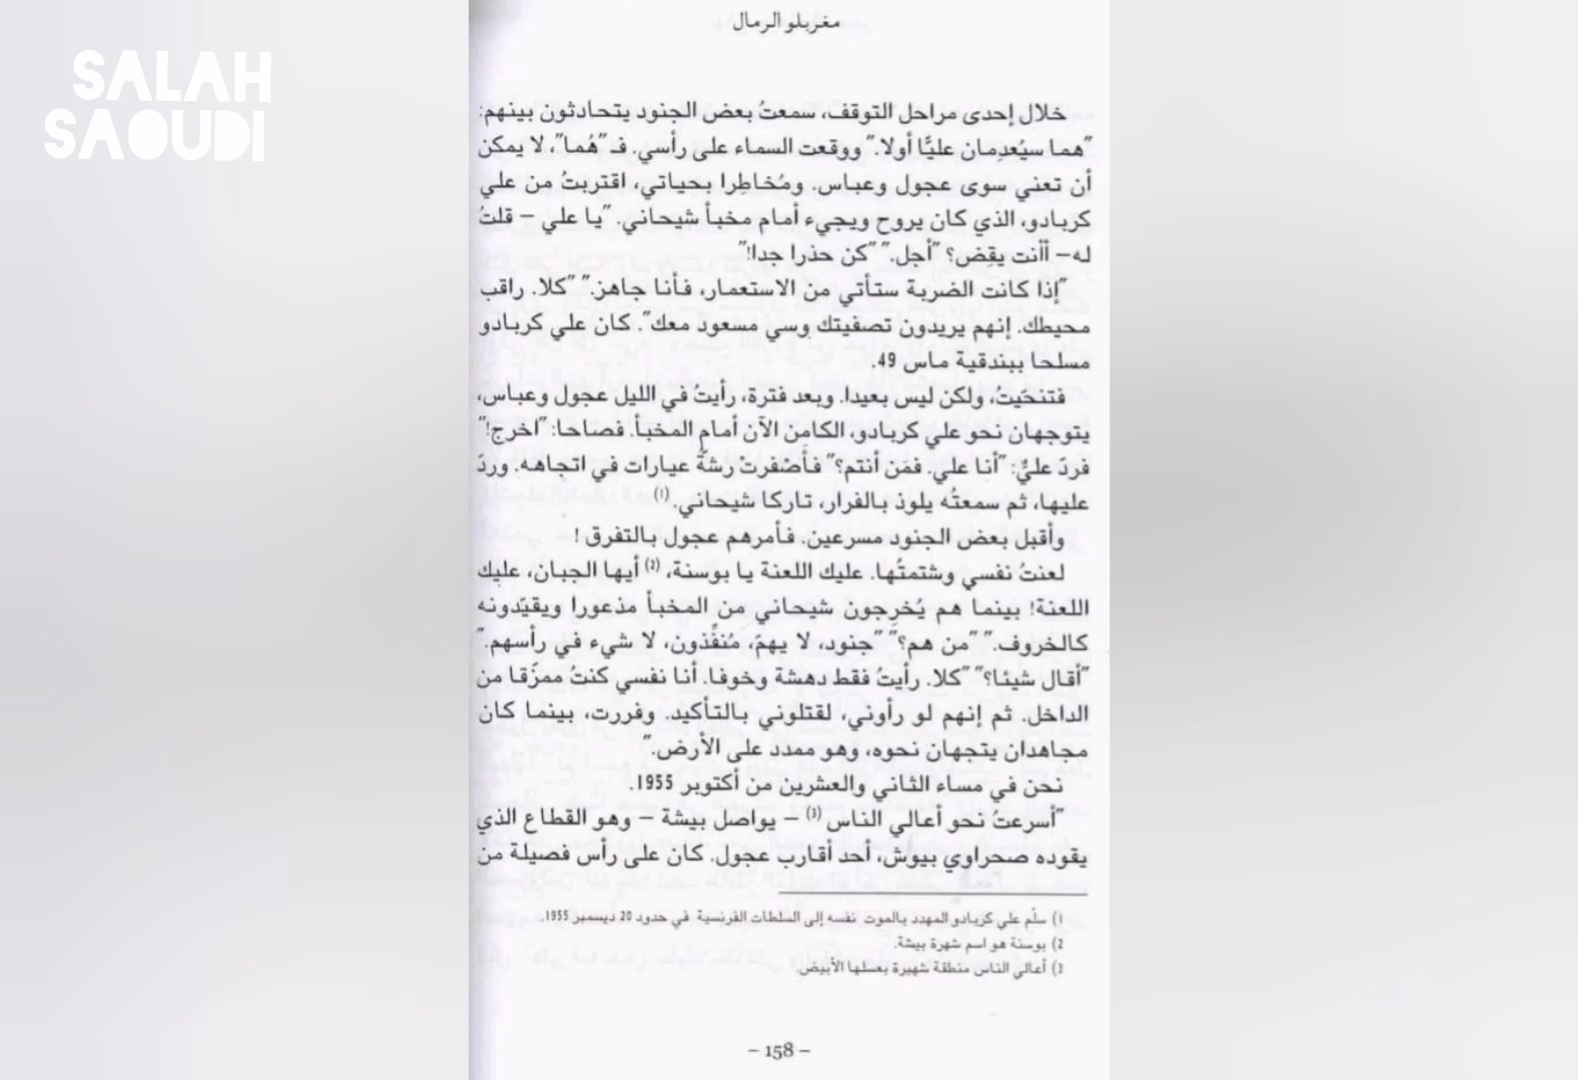 SALAH
SAOUDI
مغربلو الرمال
خلال إحدى مراحل التوقف، سمعتُ بعض الجنود يتحادثون بينهم:
"هما سيُعدِمان عليًّا أولا." ووقعت السماء على رأسي. فـ"هُما"، لا يمكن
أن تعني سوى عجول وعباس. ومُخاطِرا بحياتي، اقتربتُ من علي
كربادو، الذي كان يروح ويجيء أمام مخبأ شيحاني. "يا علي – قلتُ
له– أأنت يقِض؟ "أجل." "كن حذرا جدا!"
"إذا كانت الضربة ستأتي من الاستعمار، فأنا جاهز." "كلا. راقب
محيطك. إنهم يريدون تصفيتك وسي مسعود معك". كان علي كربادو
مسلحا ببندقية ماس 49.
فتنحَيتُ، ولكن ليس بعيدا. وبعد فترة، رأيتُ في الليل عجول وعباس،
يتوجهان نحو علي كربادو، الكامن الآن أمام المخبأ. فصاحا: "اخرج!"
فردّ عليٌّ: "أنا علي. فمَن أنتم؟" فأَصْفرتْ رشةُ عيارات في اتجاهه. وردّ
عليها، ثم سمعتُه يلوذ بالفرار، تاركا شيحاني.(1)
وأقبل بعض الجنود مسرعين. فأمرهم عجول بالتفرق !
لعنتُ نفسي وشتمتُها. عليك اللعنة يا بوسنة،(2) أيها الجبان، عليك
اللعنة! بينما هم يُخرِجون شيحاني من المخبأ مذعورا ويقيّدونه
كالخروف." "من هم؟" "جنود، لا يهمّ، مُنفِّذون، لا شيء في رأسهم."
"أقال شيئا؟" "كلا. رأيتُ فقط دهشة وخوفا. أنا نفسي كنتُ ممزّقا من
الداخل. ثم إنهم لو رأوني، لقتلوني بالتأكيد. وفررت، بينما كان
مجاهدان يتجهان نحوه، وهو ممدد على الأرض."
نحن في مساء الثاني والعشرين من أكتوبر 1955.
"أسرعتُ نحو أعالي الناس(3) – يواصل بيشة – وهو القطاع الذي
يقوده صحراوي بيوش، أحد أقارب عجول. كان على رأس فصيلة من
1) سلّم علي كربادو المهدد بالموت نفسه إلى السلطات الفرنسية في حدود 20 ديسمبر 1955.
2) بوسنة هو اسم شهرة بيشة.
3) أعالي الناس منطقة شهيرة بعسلها الأبيض.
– 158 –